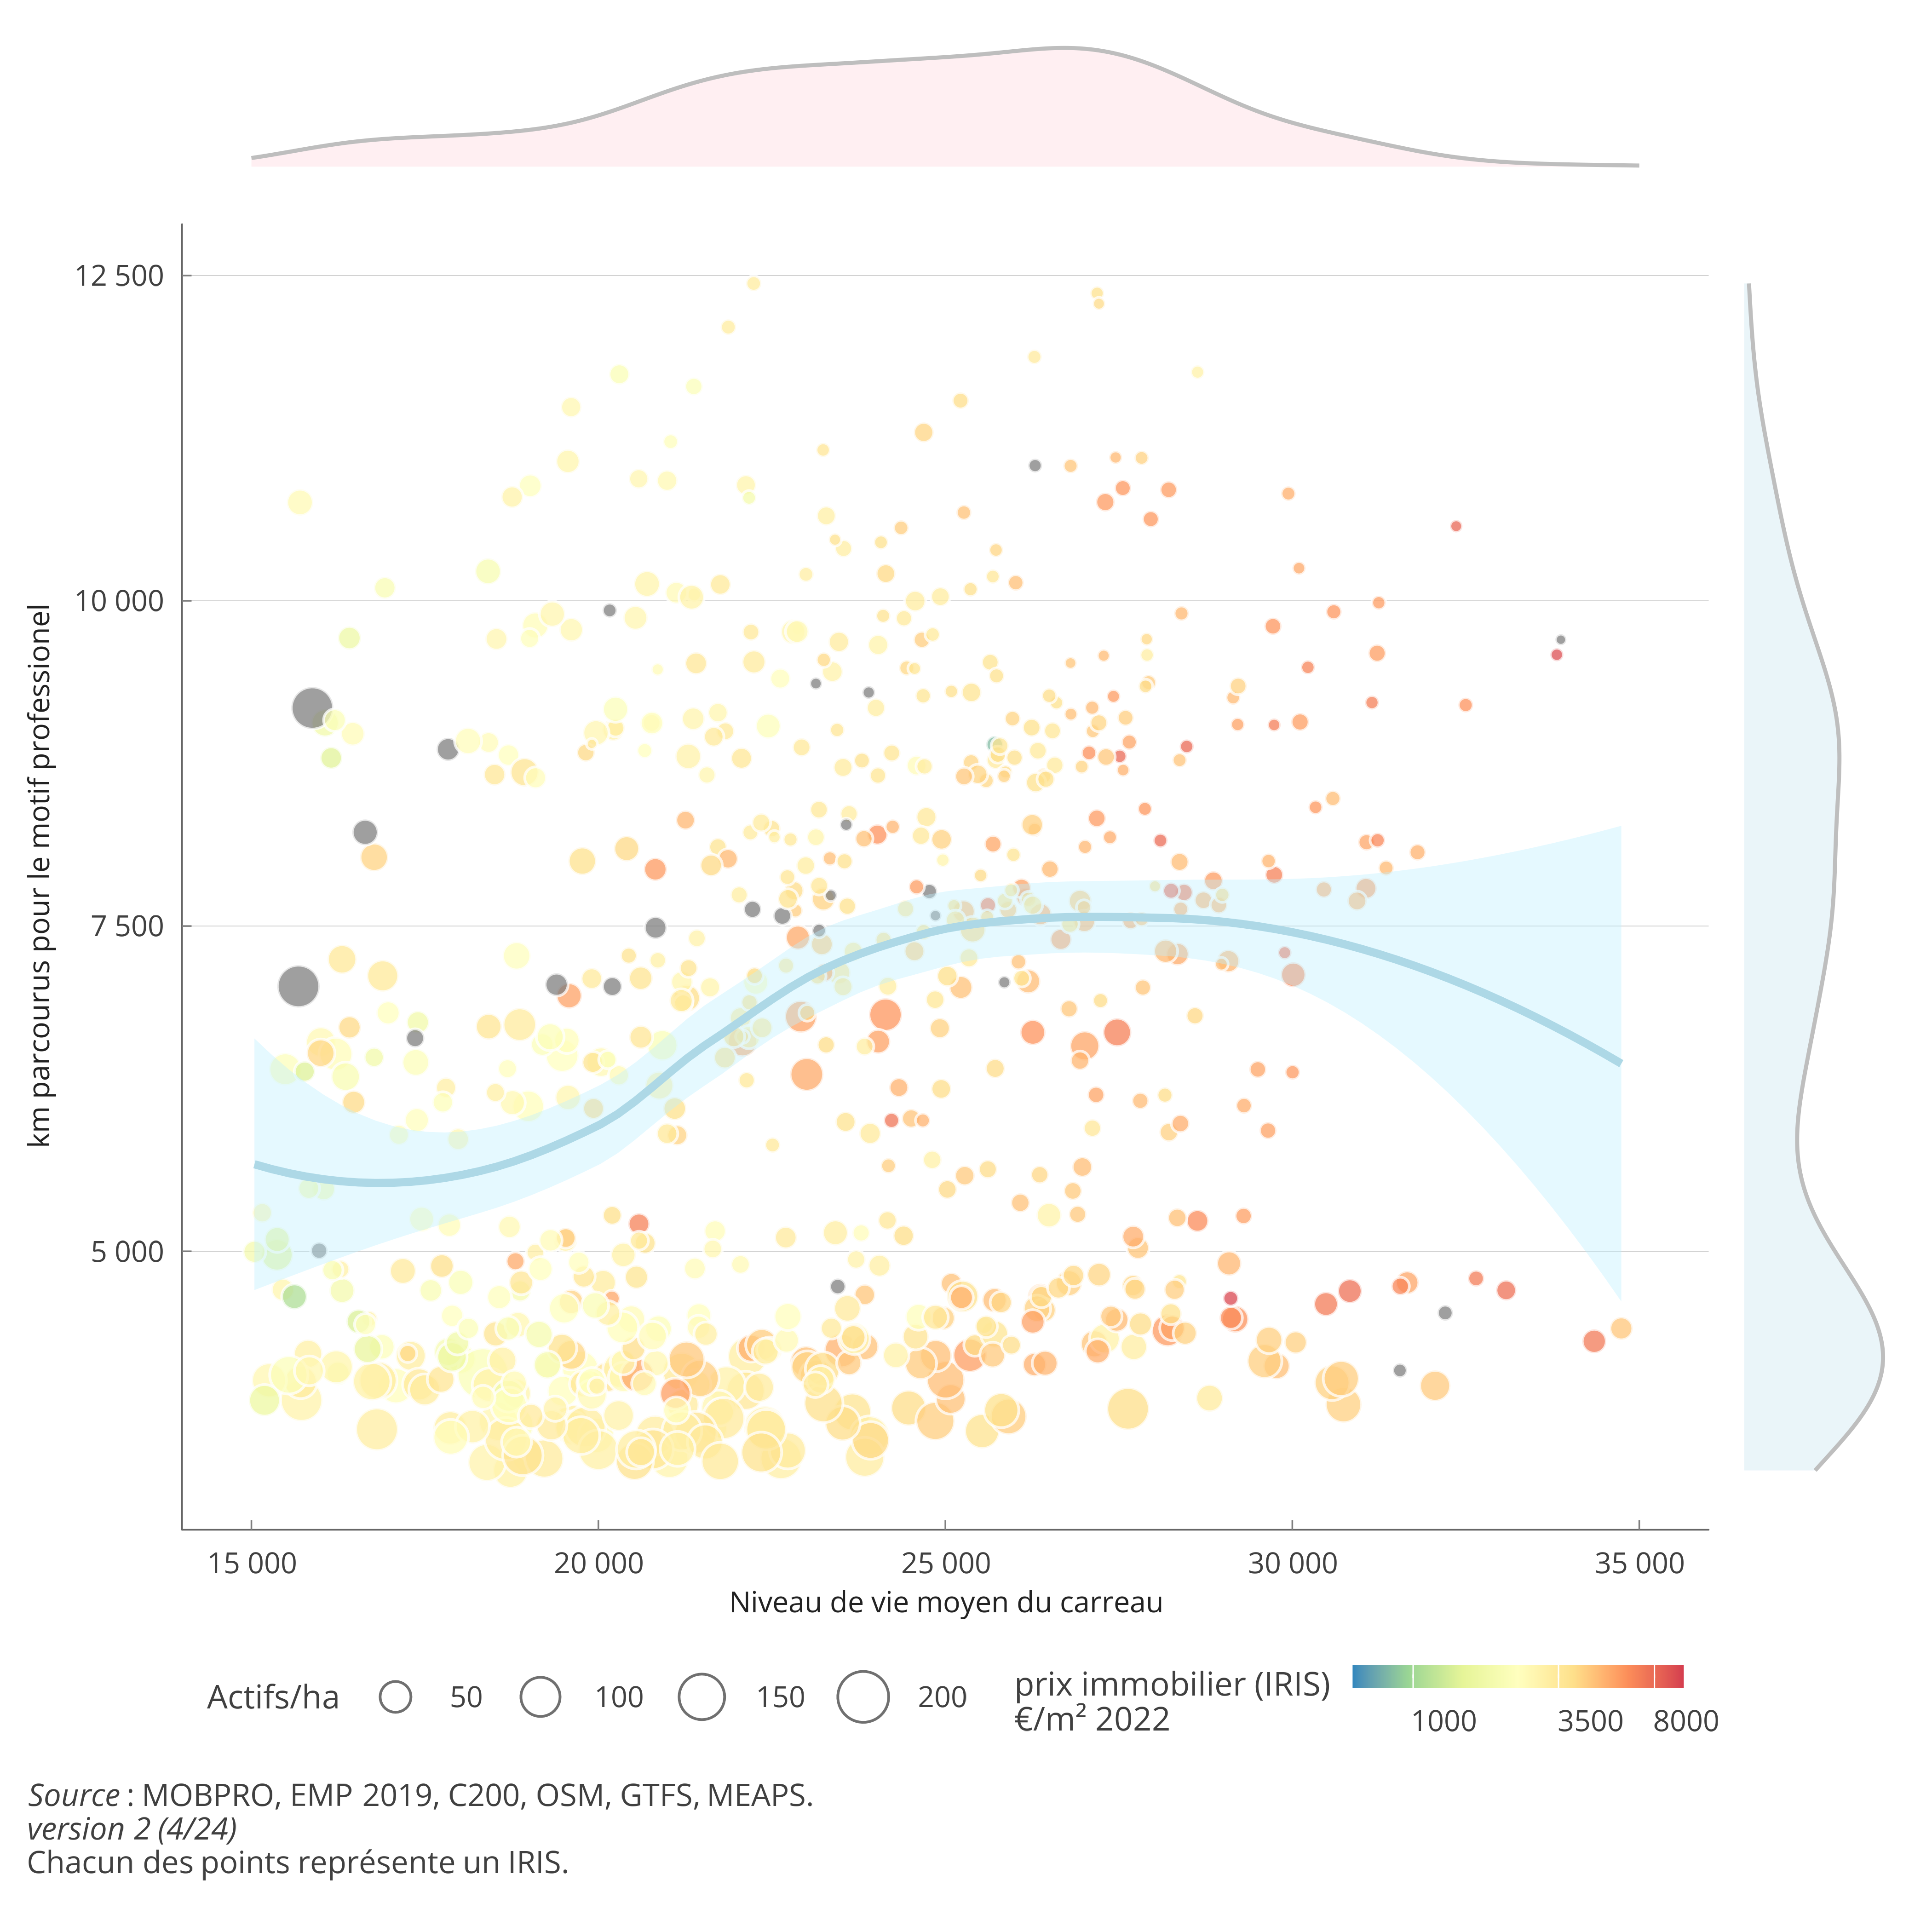 12 500
10 000
7 500
5 000
km parcourus pour le motif professionel
15 000 20 000 25 000 30 000 35 000
Niveau de vie moyen du carreau
Actifs/ha 50 100 150 200
prix immobilier (IRIS)
€/m² 2022
1000 3500 8000
Source : MOBPRO, EMP 2019, C200, OSM, GTFS, MEAPS.
version 2 (4/24)
Chacun des points représente un IRIS.